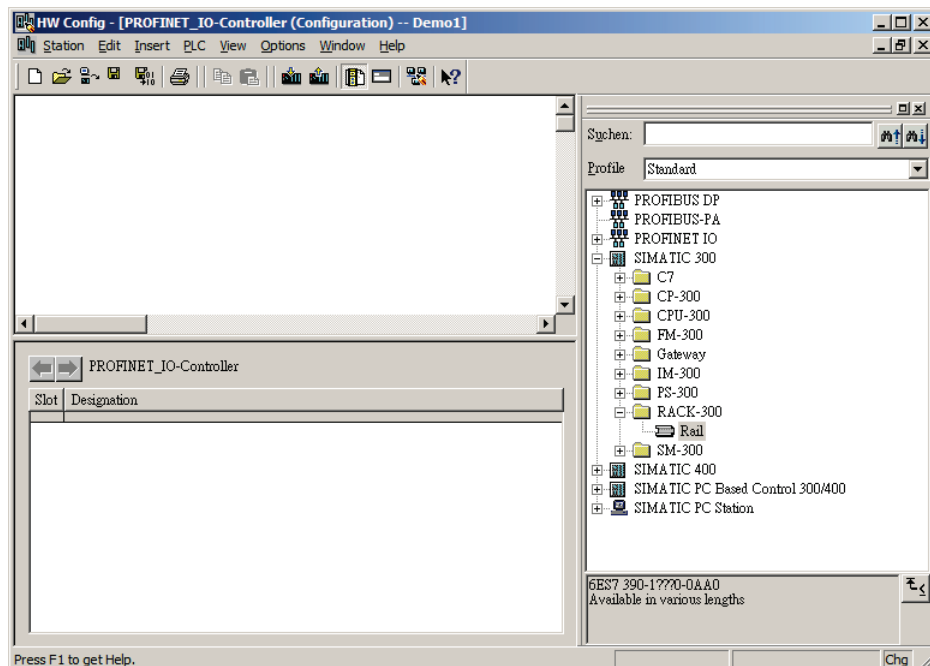 HW Config - [PROFINET_IO-Controller (Configuration) -- Demo1]
Station Edit Insert PLC View Options Window Help
Suchen:
Profile Standard
PROFIBUS DP
PROFIBUS-PA
PROFINET IO
SIMATIC 300
C7
CP-300
CPU-300
FM-300
Gateway
IM-300
PS-300
RACK-300
Rail
SM-300
SIMATIC 400
SIMATIC PC Based Control 300/400
SIMATIC PC Station
PROFINET_IO-Controller
Slot Designation
6ES7 390-1???0-0AA0
Available in various lengths
Press F1 to get Help.
Chg